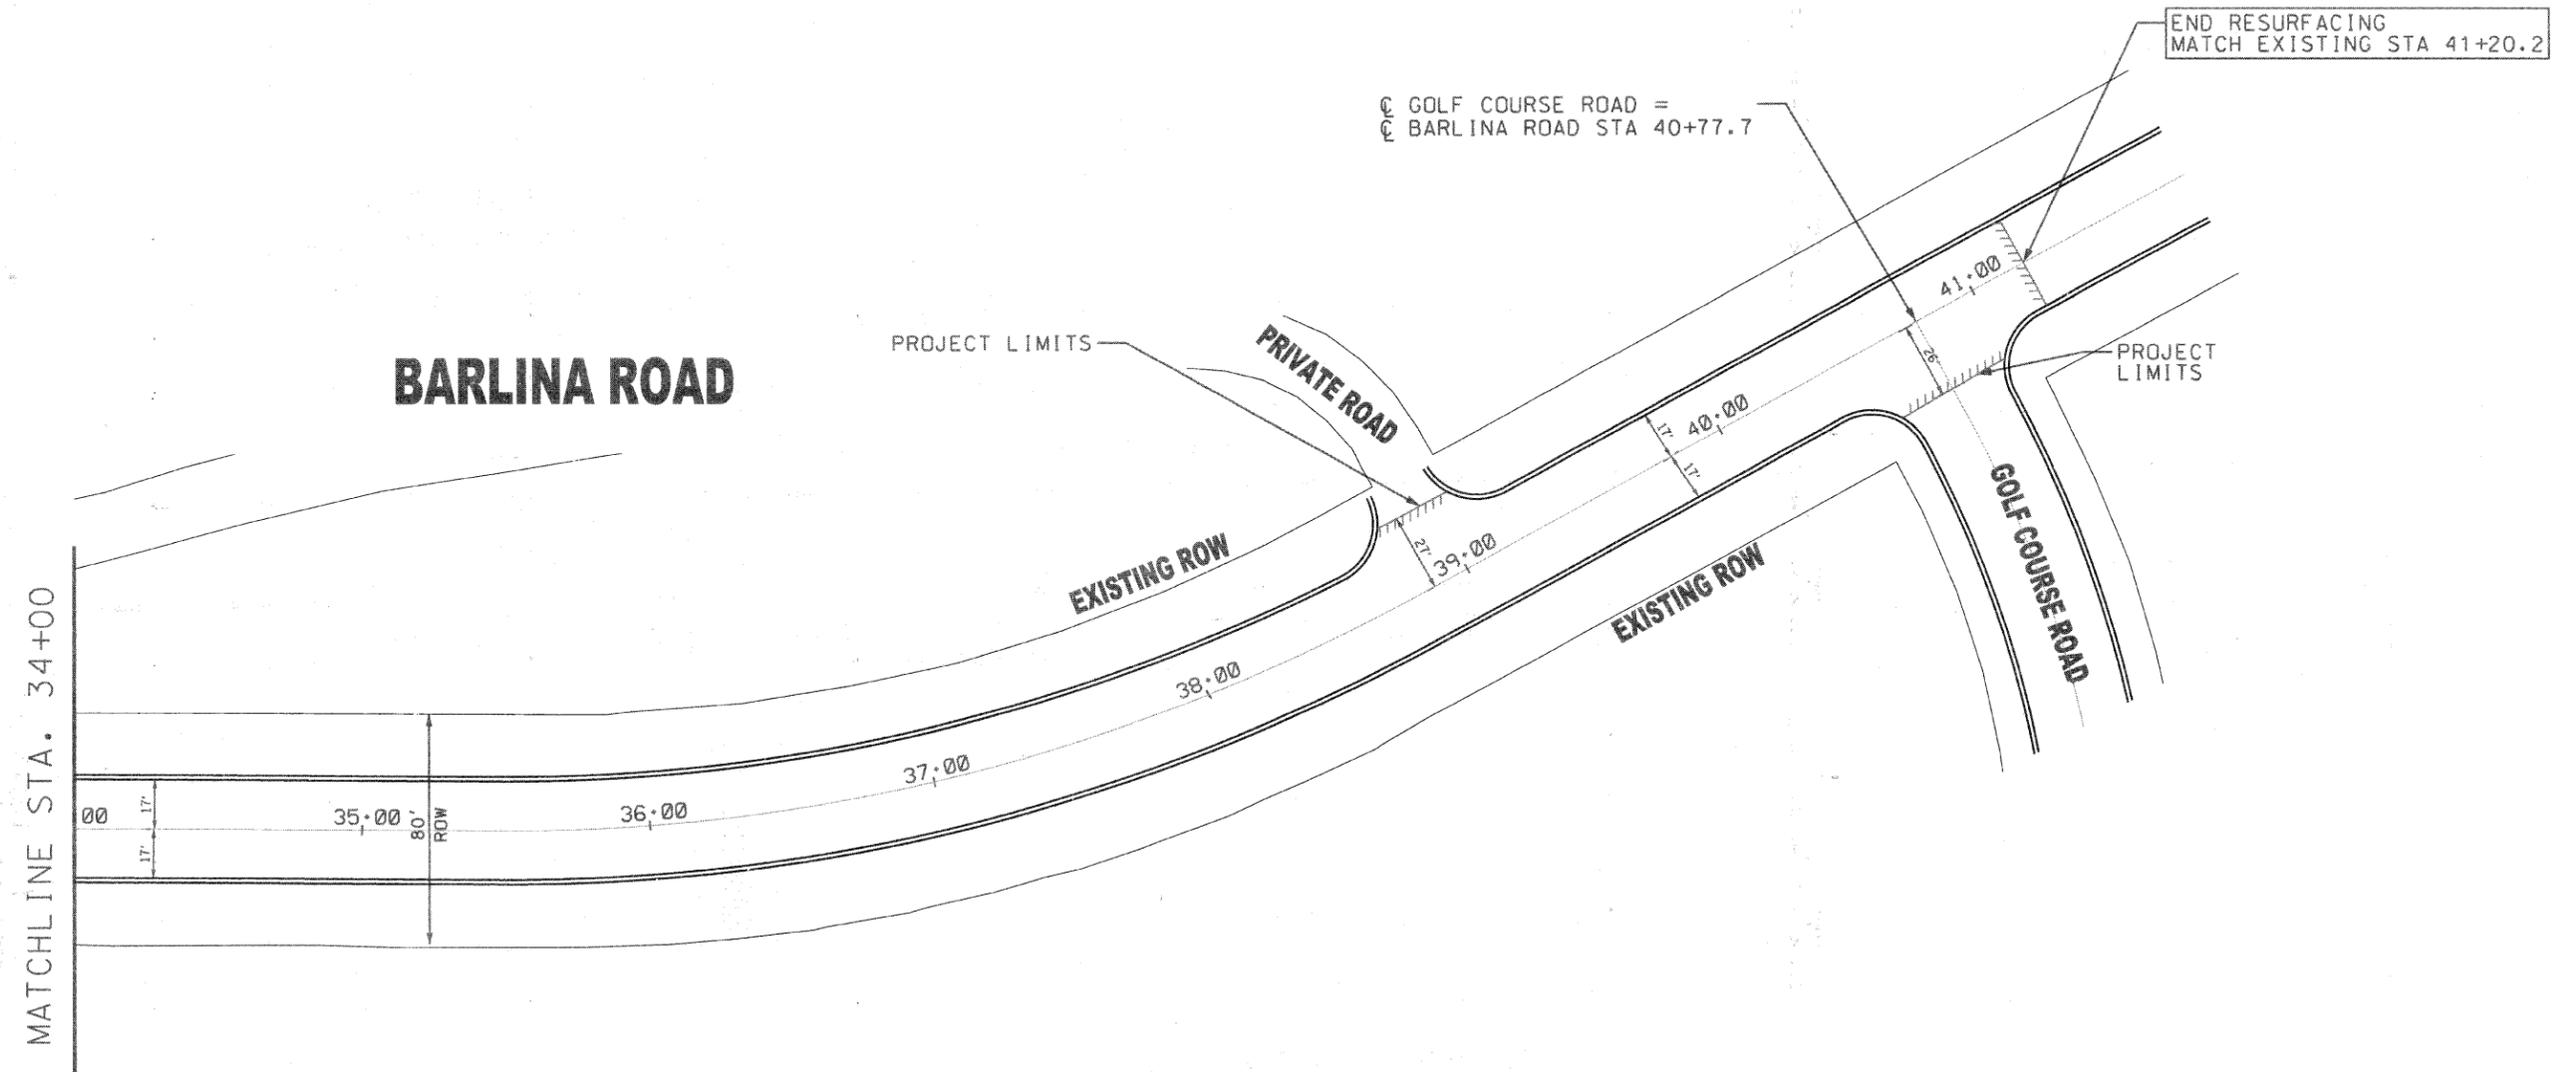 END RESURFACING
MATCH EXISTING STA 41+20.2
℄ GOLF COURSE ROAD =
℄ BARLINA ROAD STA 40+77.7
41+00
PROJECT LIMITS
PRIVATE ROAD
26'
PROJECT
LIMITS
BARLINA ROAD
17'
40+00
17'
GOLF COURSE ROAD
EXISTING ROW
27'
39+00
EXISTING ROW
38+00
37+00
MATCHLINE STA. 34+00
00
17'
17'
35+00
80'
ROW
36+00